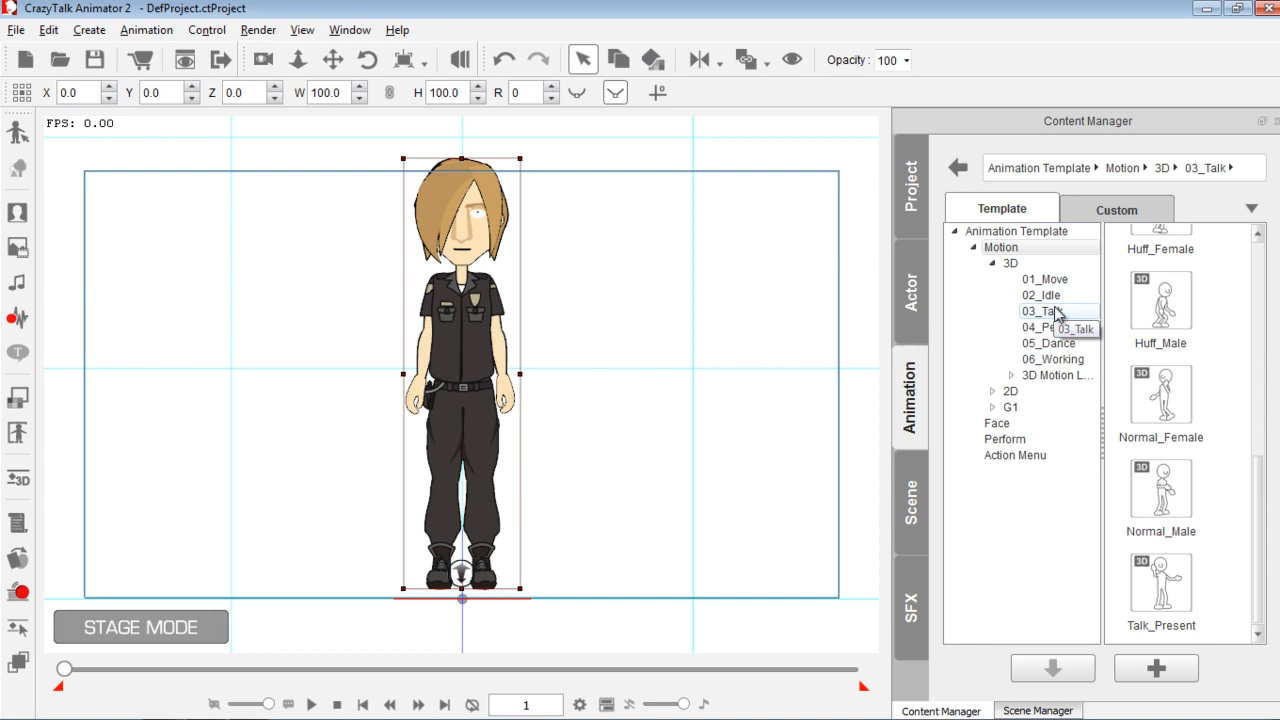 CrazyTalk Animator 2 - DefProject.ctProject
File Edit Create Animation Control Render View Window Help
Opacity : 100
X 0.0 Y 0.0 Z 0.0 W 100.0 H 100.0 R 0
Content Manager
FPS: 0.00
Project
Actor
Animation
Scene
SFX
Animation Template Motion 3D 03_Talk
Template Custom
Animation Template
Motion
3D
01_Move
02_Idle
03_Ta
04_Pe
03_Talk
05_Dance
06_Working
3D Motion L...
2D
G1
Face
Perform
Action Menu
Huff_Female
3D
Huff_Male
3D
Normal_Female
3D
Normal_Male
3D
Talk_Present
3D
STAGE MODE
1
Content Manager Scene Manager